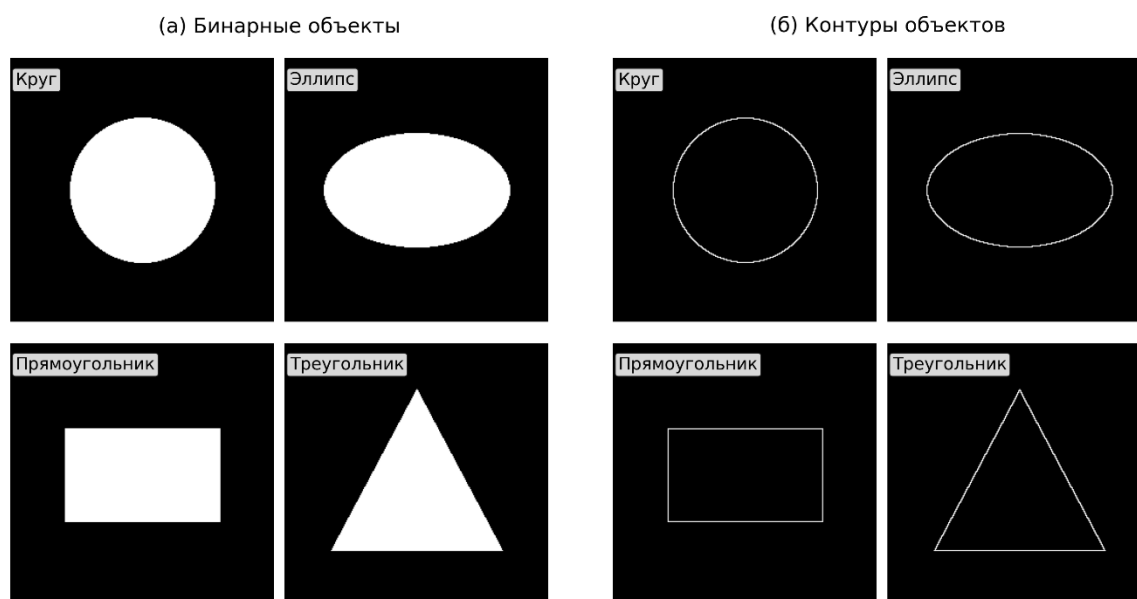 (а) Бинарные объекты
(б) Контуры объектов
Круг
Эллипс
Круг
Эллипс
Прямоугольник
Треугольник
Прямоугольник
Треугольник